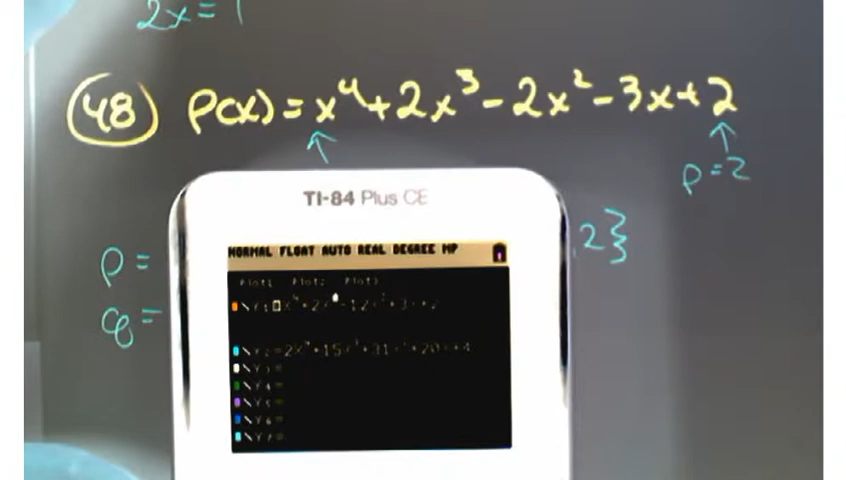 2x = 1
48 P(x) = x⁴ + 2x³ - 2x² - 3x + 2
p = 2
TI-84 Plus CE
p =
, 2}
q =
NORMAL FLOAT AUTO REAL DEGREE MP
Plot1 Plot2 Plot3
\Y2=2X⁴+15X³+31X²+20X+4
\Y3=
\Y4=
\Y5=
\Y6=
\Y7=